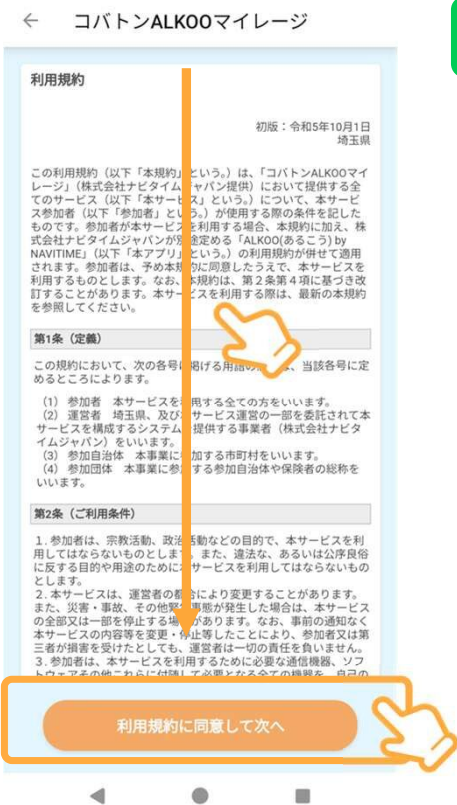 ← コバトンALKOOマイレージ
利用規約
初版：令和5年10月1日
埼玉県
この利用規約（以下「本規約」という。）は、「コバトンALKOOマイ
レージ」（株式会社ナビタイムジャパン提供）において提供する全
てのサービス（以下「本サービス」という。）について、本サービ
ス参加者（以下「参加者」という。）が使用する際の条件を記した
ものです。参加者が本サービスを利用する場合、本規約に加え、株
式会社ナビタイムジャパンが別途定める「ALKOO(あるこう) by
NAVITIME」（以下「本アプリ」という。）の利用規約が併せて適用
されます。参加者は、予め本規約に同意したうえで、本サービスを
利用するものとします。なお、本規約は、第２条第４項に基づき改
訂することがあります。本サービスを利用する際は、最新の本規約
を参照してください。
第1条（定義）
この規約において、次の各号に掲げる用語の は、当該各号に定
めるところによります。
（1） 参加者　本サービスを利用する全ての方をいいます。
（2） 運営者　埼玉県、及び本サービス運営の一部を委託されて本
サービスを構成するシステムを提供する事業者（株式会社ナビタ
イムジャパン）をいいます。
（3） 参加自治体　本事業に参加する市町村をいいます。
（4） 参加団体　本事業に参加する参加自治体や保険者の総称を
いいます。
第2条（ご利用条件）
１. 参加者は、宗教活動、政治活動などの目的で、本サービスを利
用してはならないものとします。また、違法な、あるいは公序良俗
に反する目的や用途のために本サービスを利用してはならないもの
とします。
２. 本サービスは、運営者の都合により変更することがあります。
また、災害・事故、その他緊急事態が発生した場合は、本サービス
の全部又は一部を停止する場合があります。なお、事前の通知なく
本サービスの内容等を変更・停止等したことにより、参加者又は第
三者が損害を受けたとしても、運営者は一切の責任を負いません。
３. 参加者は、本サービスを利用するために必要な通信機器、ソフ
トウェアその他これらに付随して必要となる全ての機器を、自己の
利用規約に同意して次へ